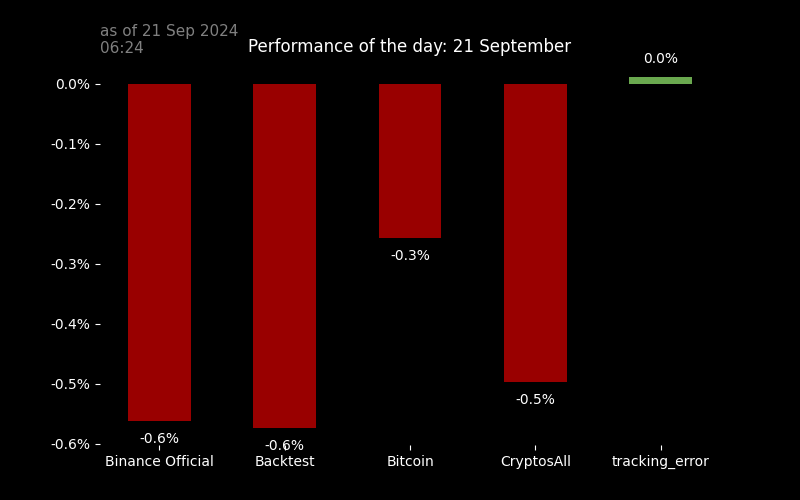 as of 21 Sep 2024
06:24
Performance of the day: 21 September
0.0%
0.0%
-0.1%
-0.2%
-0.3%
-0.3%
-0.4%
-0.5%
-0.5%
-0.6%
-0.6%
-0.6%
Binance Official
Backtest
Bitcoin
CryptosAll
tracking_error